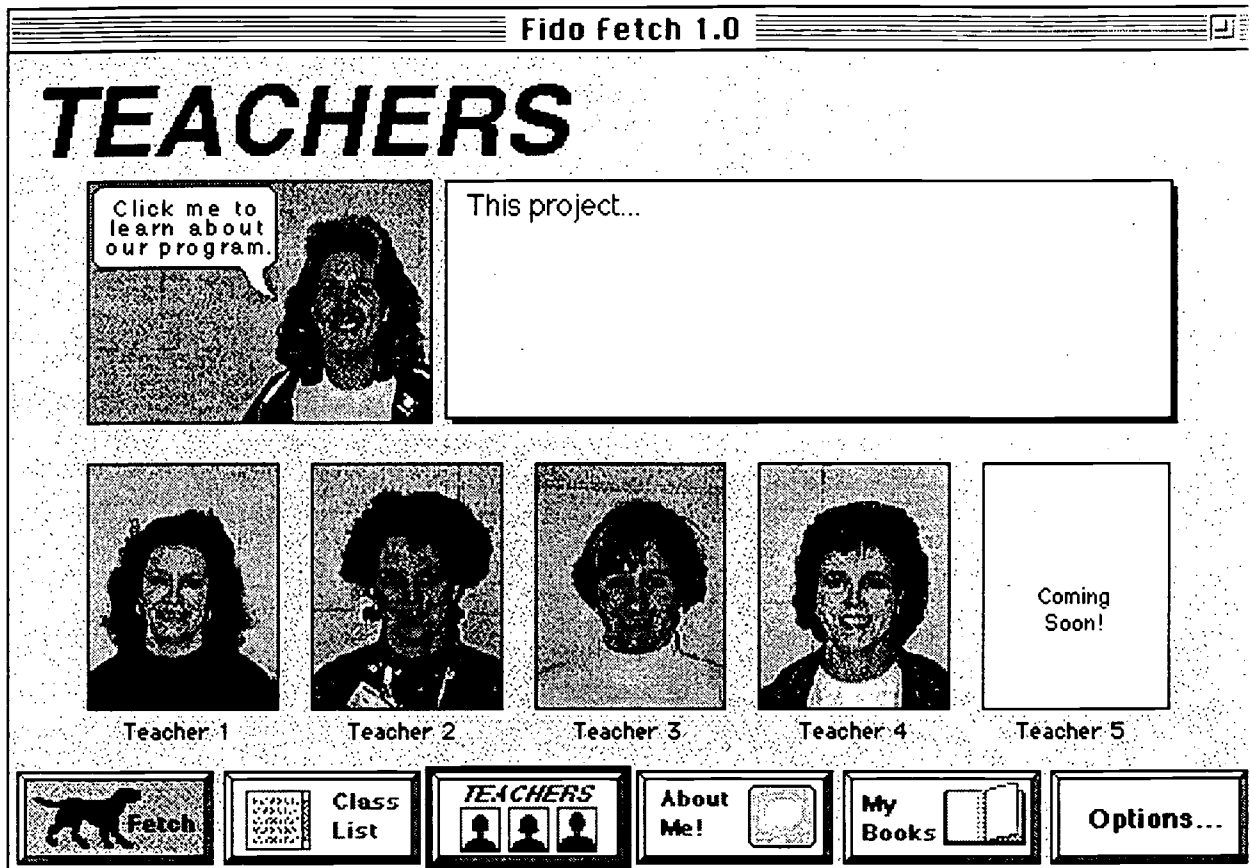 Fido Fetch 1.0
TEACHERS
Click me to
learn about
our program.
This project...
Coming
Soon!
Teacher 1
Teacher 2
Teacher 3
Teacher 4
Teacher 5
Fetch
Class
List
TEACHERS
About
Me!
My
Books
Options...